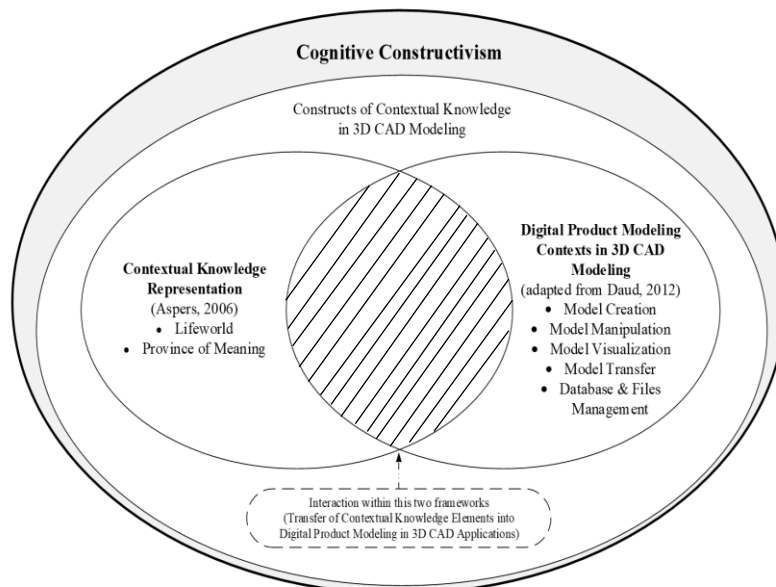 Cognitive Constructivism
Constructs of Contextual Knowledge
in 3D CAD Modeling
Contextual Knowledge
Representation
(Aspers, 2006)
• Lifeworld
• Province of Meaning
Digital Product Modeling
Contexts in 3D CAD
Modeling
(adapted from Daud, 2012)
• Model Creation
• Model Manipulation
• Model Visualization
• Model Transfer
• Database & Files
Management
Interaction within this two frameworks
(Transfer of Contextual Knowledge Elements into
Digital Product Modeling in 3D CAD Applications)